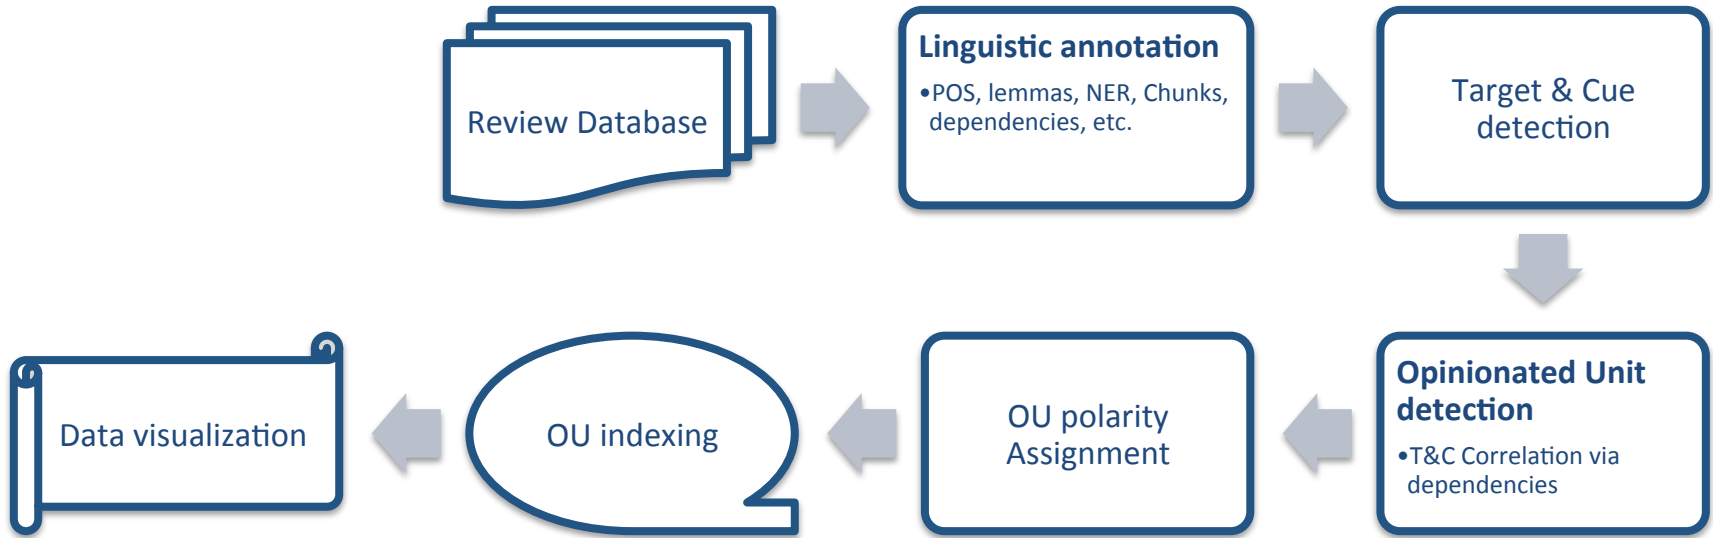 Review Database
Linguistic annotation
•POS, lemmas, NER, Chunks,
dependencies, etc.
Target & Cue
detection
Opinionated Unit
detection
•T&C Correlation via
dependencies
OU polarity
Assignment
OU indexing
Data visualization